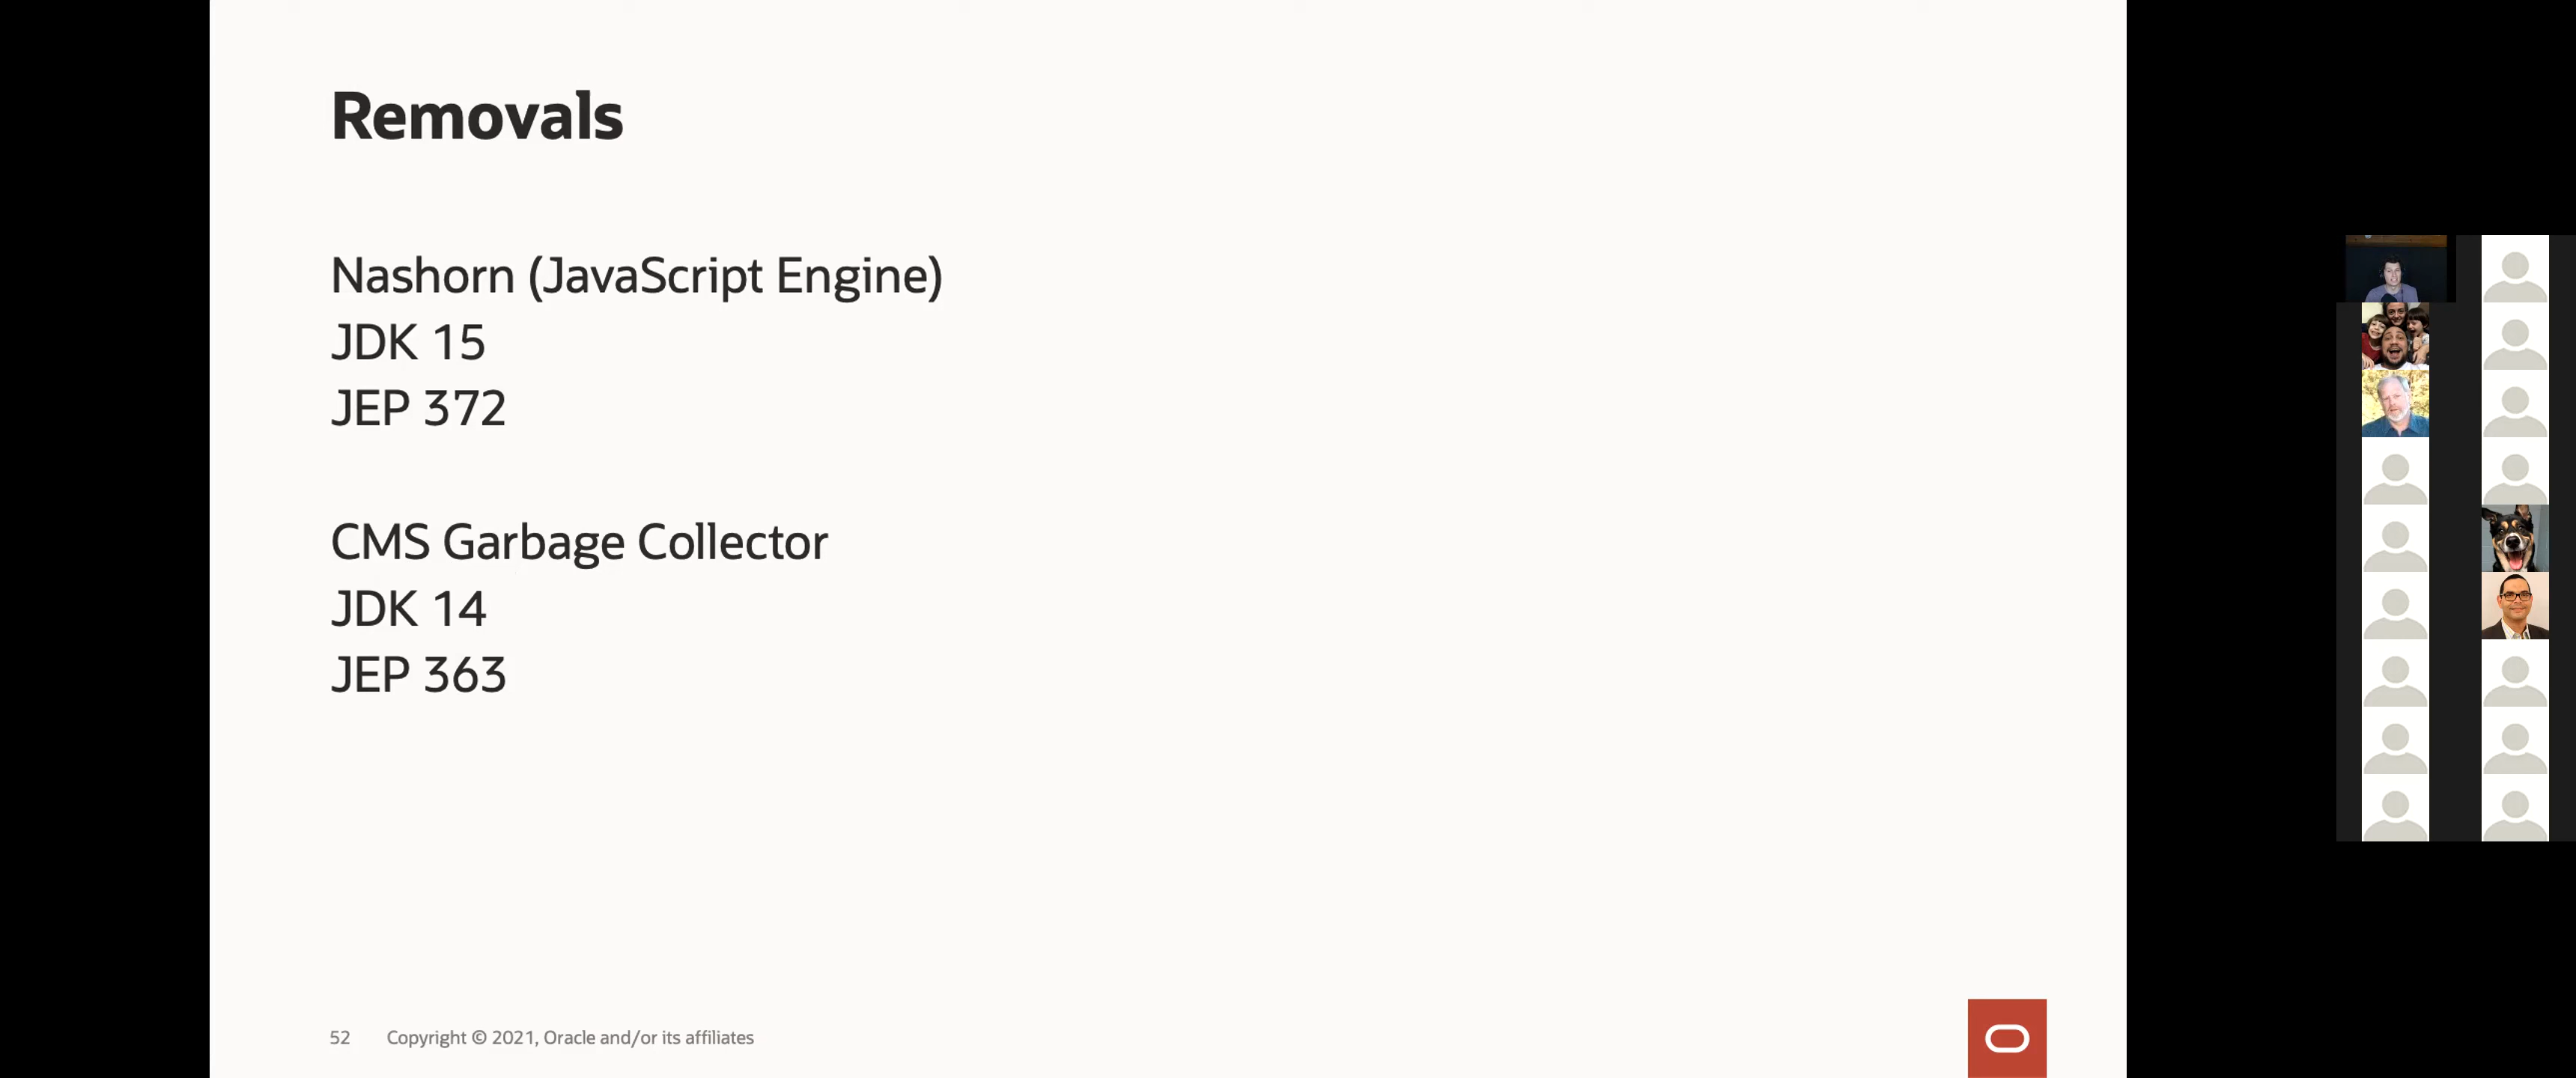 Removals
Nashorn (JavaScript Engine)
JDK 15
JEP 372
CMS Garbage Collector
JDK 14
JEP 363
52 Copyright © 2021, Oracle and/or its affiliates